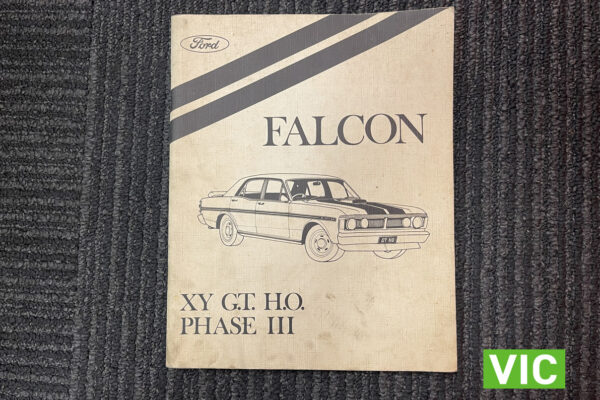 Ford
FALCON
GT HO
XY G.T. H.O.
PHASE III
VIC